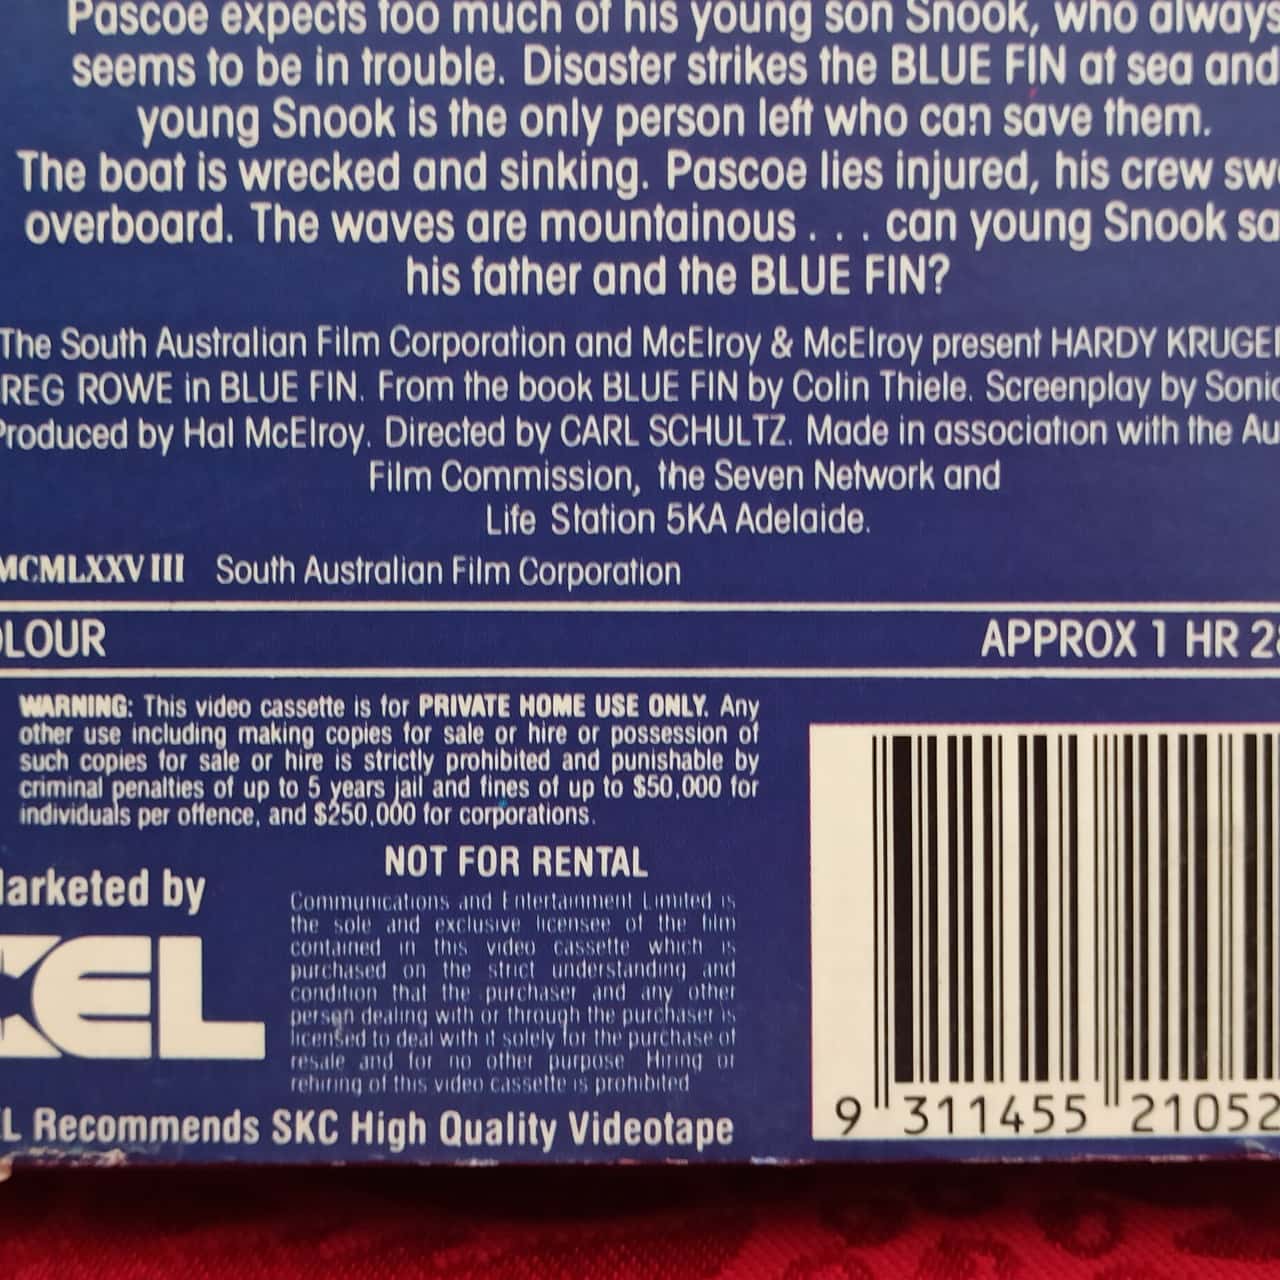 Pascoe expects too much of his young son Snook, who always
seems to be in trouble. Disaster strikes the BLUE FIN at sea and
young Snook is the only person left who can save them.
The boat is wrecked and sinking. Pascoe lies injured, his crew sw
overboard. The waves are mountainous . . . can young Snook sa
his father and the BLUE FIN?
The South Australian Film Corporation and McElroy & McElroy present HARDY KRUGE
REG ROWE in BLUE FIN. From the book BLUE FIN by Colin Thiele. Screenplay by Soni
Produced by Hal McElroy. Directed by CARL SCHULTZ. Made in association with the Au
Film Commission, the Seven Network and
Life Station 5KA Adelaide.
MCMLXXVIII South Australian Film Corporation
OLOUR
APPROX 1 HR 28
WARNING: This video cassette is for PRIVATE HOME USE ONLY. Any
other use including making copies for sale or hire or possession of
such copies for sale or hire is strictly prohibited and punishable by
criminal penalties of up to 5 years jail and fines of up to $50,000 for
individuals per offence, and $250,000 for corporations.
NOT FOR RENTAL
Communications and Entertainment Limited is
the sole and exclusive licensee of the film
contained in this video cassette which is
purchased on the strict understanding and
condition that the purchaser and any other
person dealing with or through the purchaser is
licensed to deal with it solely for the purchase of
resale and for no other purpose Hiring or
rehiring of this video cassette is prohibited
arketed by
CEL
L Recommends SKC High Quality Videotape
9 311455 21052